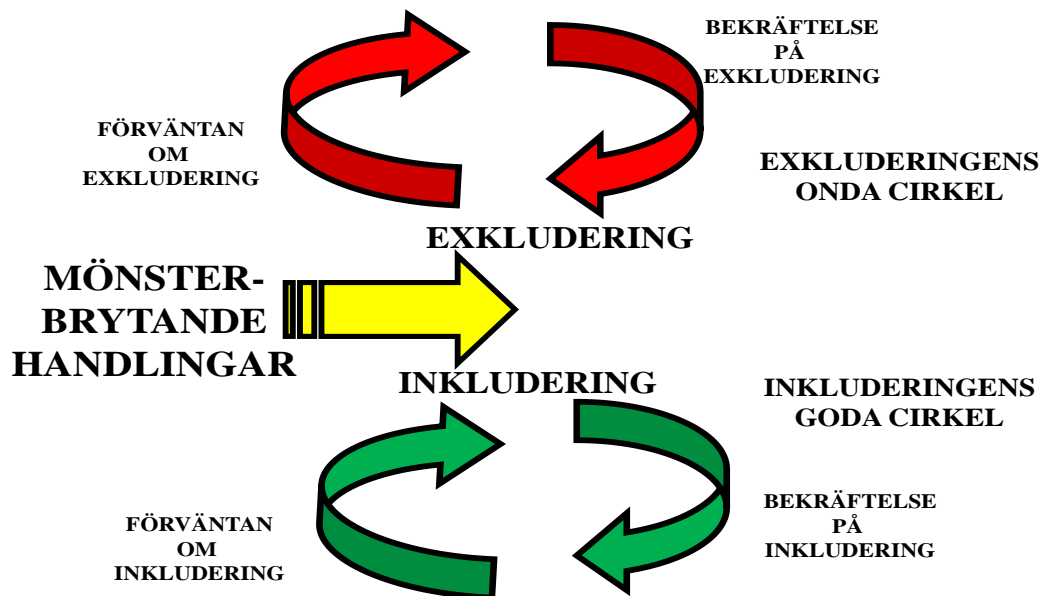 BEKRÄFTELSE
PÅ
EXKLUDERING
FÖRVÄNTAN
OM
EXKLUDERING
EXKLUDERINGENS
ONDA CIRKEL
EXKLUDERING
MÖNSTER-
BRYTANDE
HANDLINGAR
INKLUDERING
INKLUDERINGENS
GODA CIRKEL
BEKRÄFTELSE
PÅ
INKLUDERING
FÖRVÄNTAN
OM
INKLUDERING